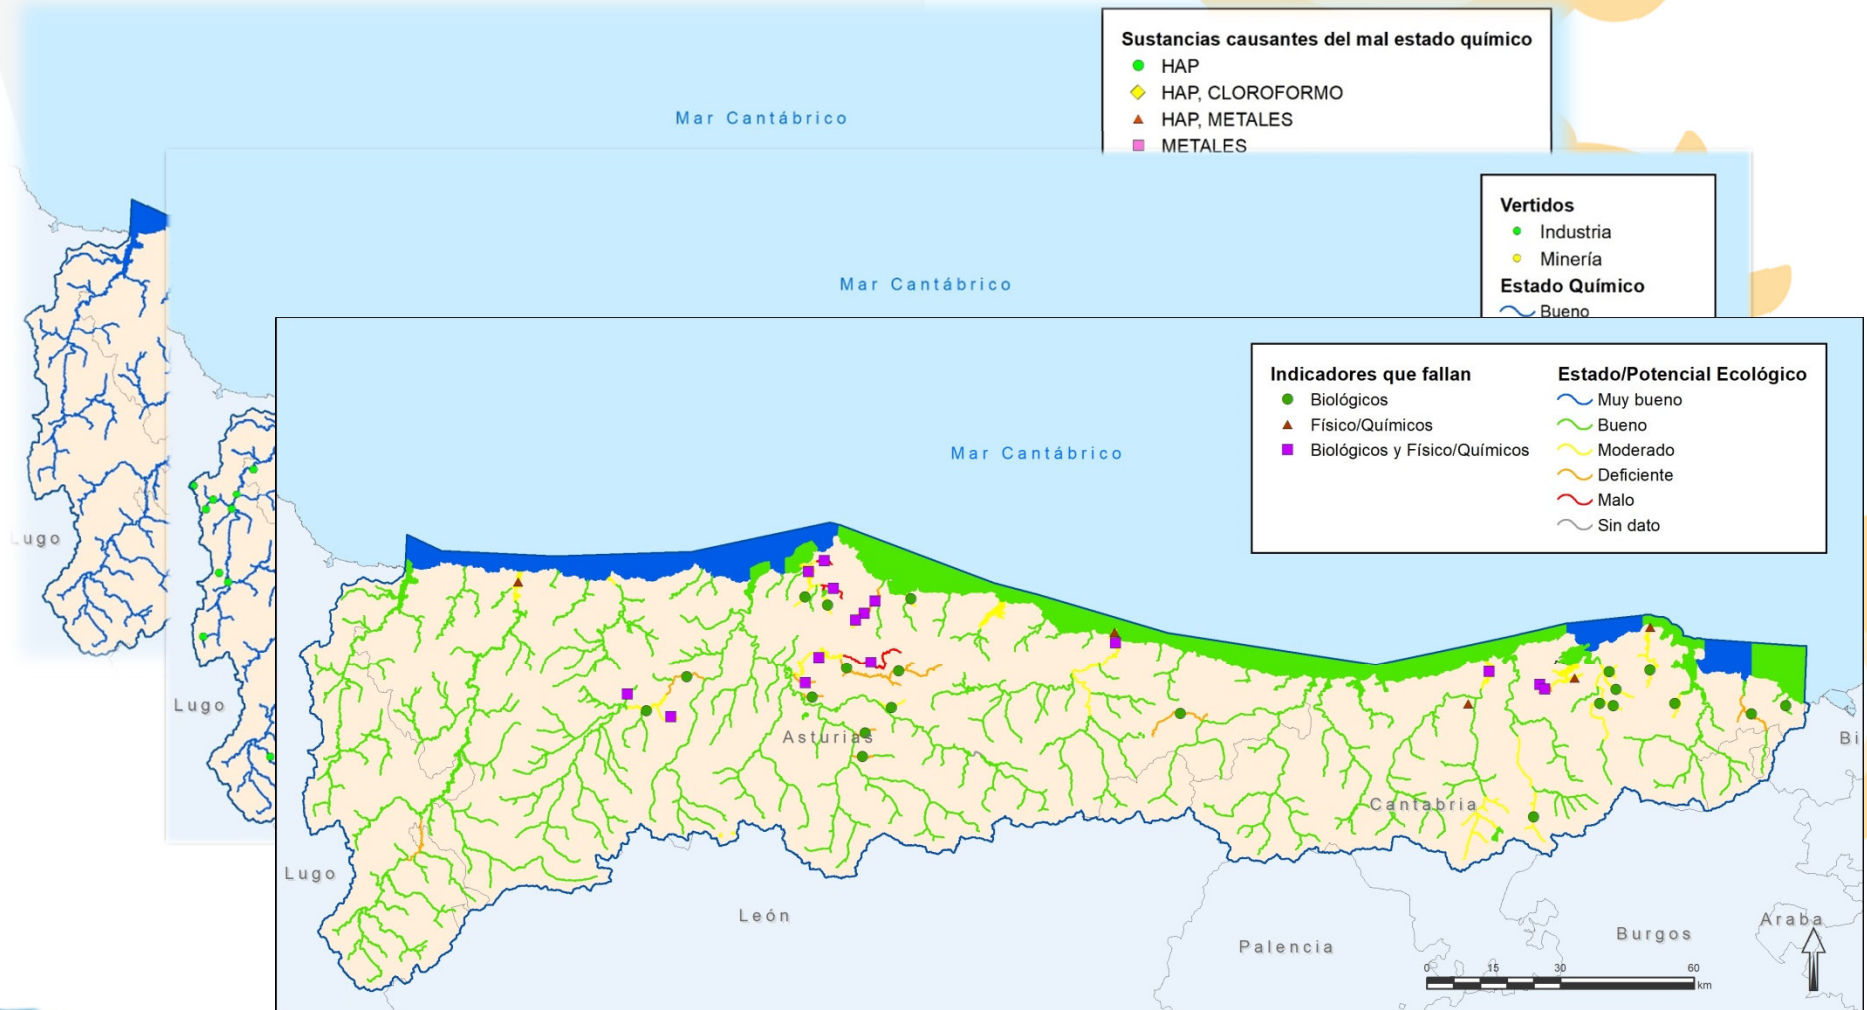 Sustancias causantes del mal estado químico
HAP
HAP, CLOROFORMO
HAP, METALES
METALES
Mar Cantábrico
Lugo
Vertidos
Industria
Minería
Estado Químico
Bueno
Mar Cantábrico
Lugo
Indicadores que fallan
Biológicos
Físico/Químicos
Biológicos y Físico/Químicos
Estado/Potencial Ecológico
Muy bueno
Bueno
Moderado
Deficiente
Malo
Sin dato
Mar Cantábrico
Asturias
Cantabria
Bi
Lugo
León
Palencia
Burgos
Araba
0 15 30 60
km